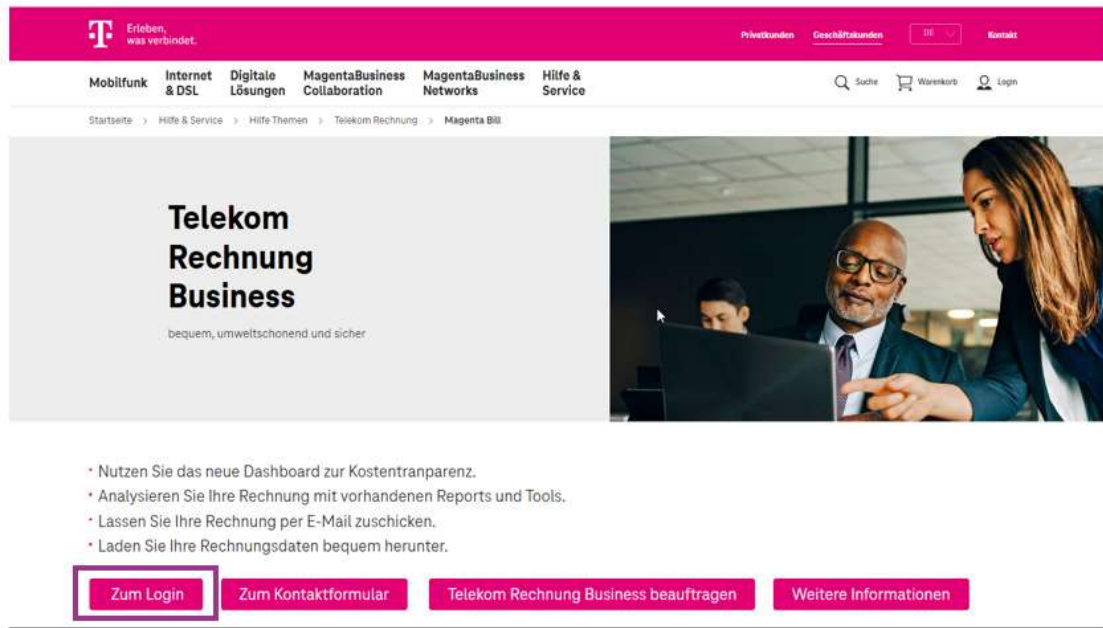 T Erleben,
was verbindet.
Privatkunden Geschäftskunden DE Kontakt
Mobilfunk Internet & DSL Digitale Lösungen MagentaBusiness Collaboration MagentaBusiness Networks Hilfe & Service Suche Warenkorb Login
Startseite > Hilfe & Service > Hilfe Themen > Telekom Rechnung > Magenta Bill
Telekom
Rechnung
Business
bequem, umweltschonend und sicher
• Nutzen Sie das neue Dashboard zur Kostentranparenz.
• Analysieren Sie Ihre Rechnung mit vorhandenen Reports und Tools.
• Lassen Sie Ihre Rechnung per E-Mail zuschicken.
• Laden Sie Ihre Rechnungsdaten bequem herunter.
Zum Login Zum Kontaktformular Telekom Rechnung Business beauftragen Weitere Informationen